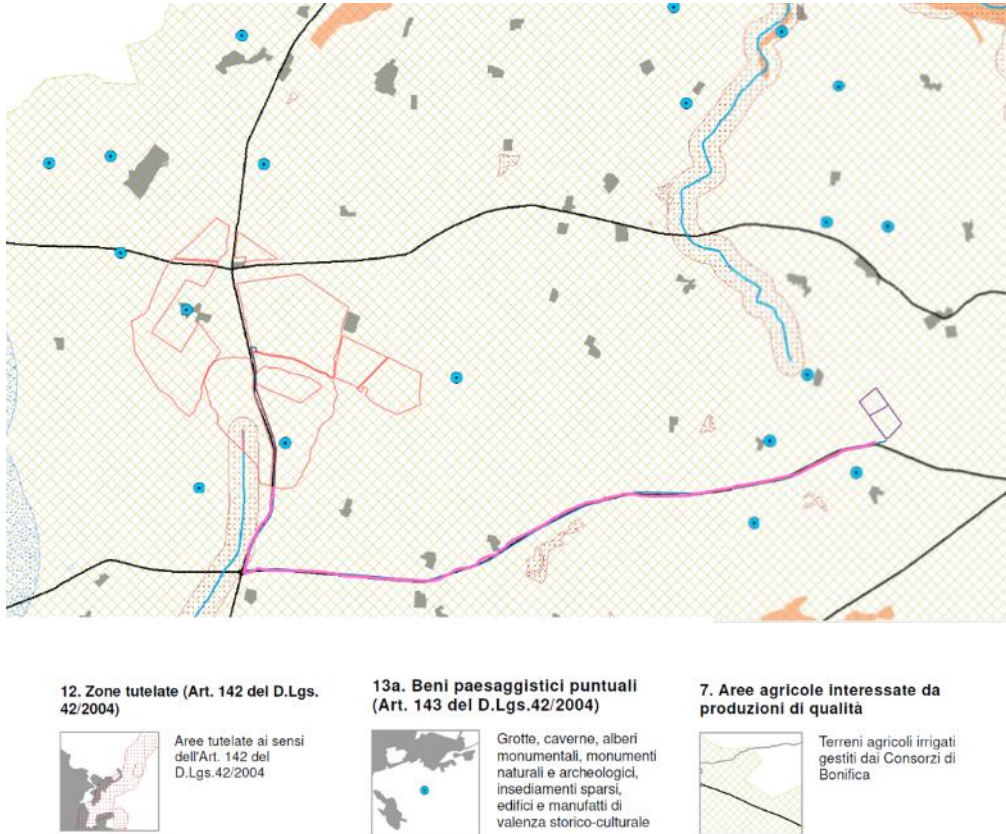 12. Zone tutelate (Art. 142 del D.Lgs.
42/2004)
Aree tutelate ai sensi
dell'Art. 142 del
D.Lgs.42/2004
13a. Beni paesaggistici puntuali
(Art. 143 del D.Lgs.42/2004)
Grotte, caverne, alberi
monumentali, monumenti
naturali e archeologici,
insediamenti sparsi,
edifici e manufatti di
valenza storico-culturale
7. Aree agricole interessate da
produzioni di qualità
Terreni agricoli irrigati
gestiti dai Consorzi di
Bonifica